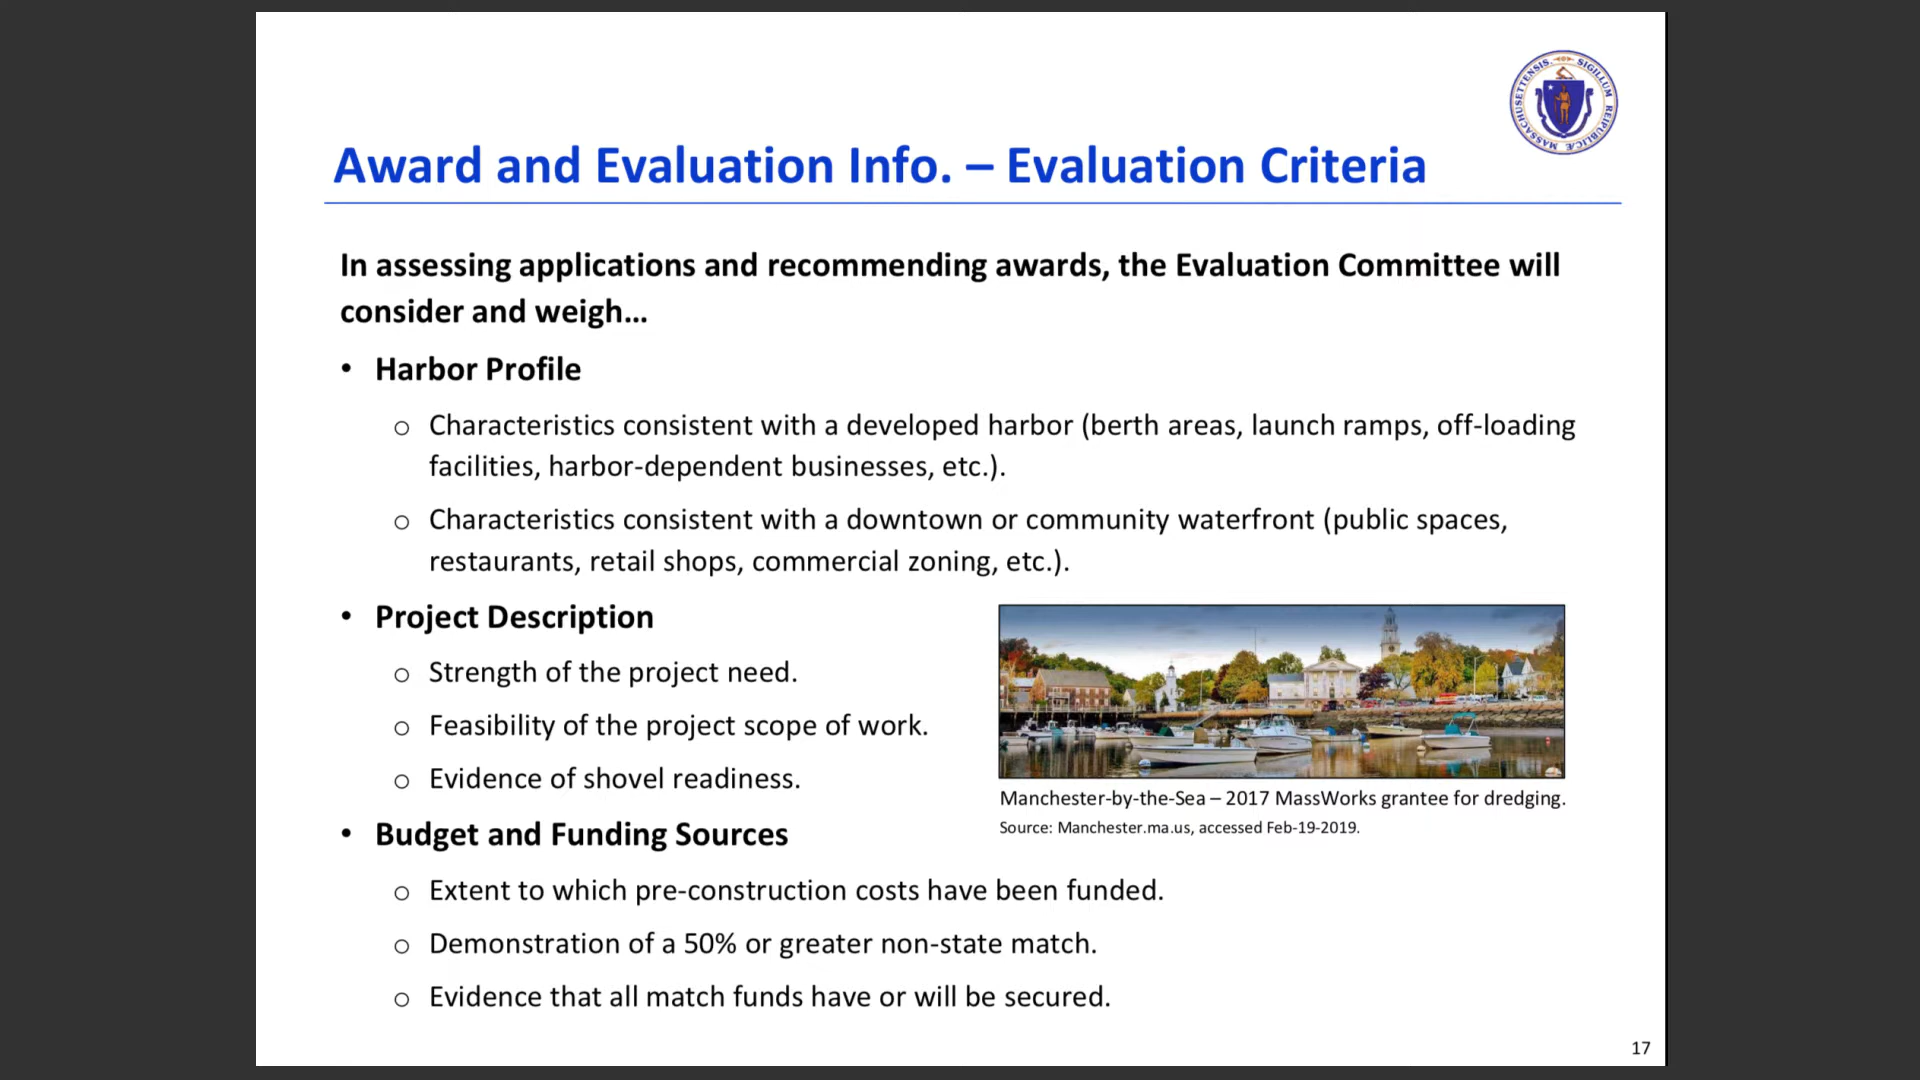 MASSACHUSETTENSIS. SIGILLUM REIPUBLICÆ
Award and Evaluation Info. – Evaluation Criteria
In assessing applications and recommending awards, the Evaluation Committee will
consider and weigh…
• Harbor Profile
o Characteristics consistent with a developed harbor (berth areas, launch ramps, off-loading
facilities, harbor-dependent businesses, etc.).
o Characteristics consistent with a downtown or community waterfront (public spaces,
restaurants, retail shops, commercial zoning, etc.).
• Project Description
o Strength of the project need.
o Feasibility of the project scope of work.
o Evidence of shovel readiness.
Manchester-by-the-Sea – 2017 MassWorks grantee for dredging.
Source: Manchester.ma.us, accessed Feb-19-2019.
• Budget and Funding Sources
o Extent to which pre-construction costs have been funded.
o Demonstration of a 50% or greater non-state match.
o Evidence that all match funds have or will be secured.
17